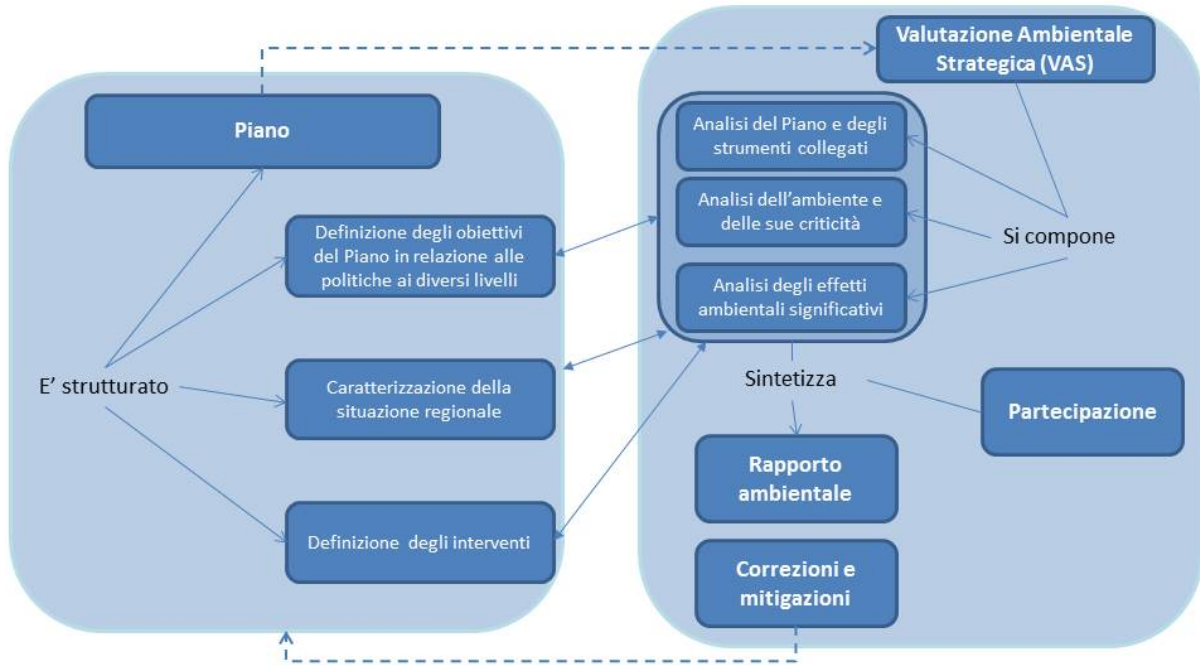 Piano
E' strutturato
Definizione degli obiettivi
del Piano in relazione alle
politiche ai diversi livelli
Caratterizzazione della
situazione regionale
Definizione degli interventi
Valutazione Ambientale
Strategica (VAS)
Analisi del Piano e degli
strumenti collegati
Analisi dell'ambiente e
delle sue criticità
Analisi degli effetti
ambientali significativi
Si compone
Sintetizza
Partecipazione
Rapporto
ambientale
Correzioni e
mitigazioni